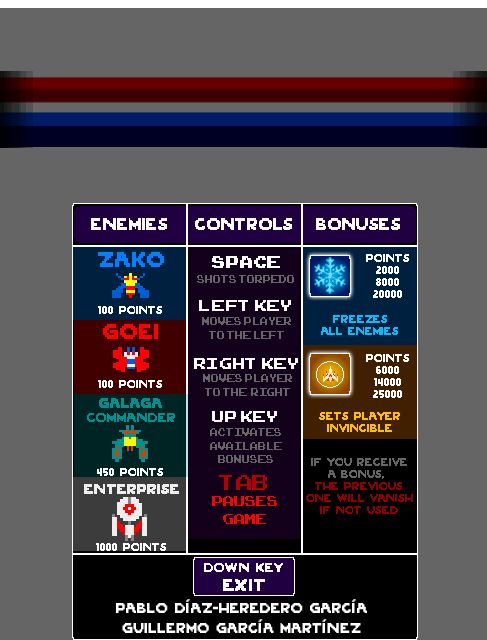 ENEMIES
CONTROLS
BONUSES
ZAKO
100 POINTS
GOEI
100 POINTS
GALAGA
COMMANDER
450 POINTS
ENTERPRISE
1000 POINTS
SPACE
SHOTS TORPEDO
LEFT KEY
MOVES PLAYER
TO THE LEFT
RIGHT KEY
MOVES PLAYER
TO THE RIGHT
UP KEY
ACTIVATES
AVAILABLE
BONUSES
TAB
PAUSES
GAME
POINTS
2000
8000
20000
FREEZES
ALL ENEMIES
POINTS
6000
14000
25000
SETS PLAYER
INVINCIBLE
IF YOU RECEIVE
A BONUS,
THE PREVIOUS
ONE WILL VANISH
IF NOT USED
DOWN KEY
EXIT
PABLO DÍAZ-HEREDERO GARCÍA
GUILLERMO GARCÍA MARTÍNEZ